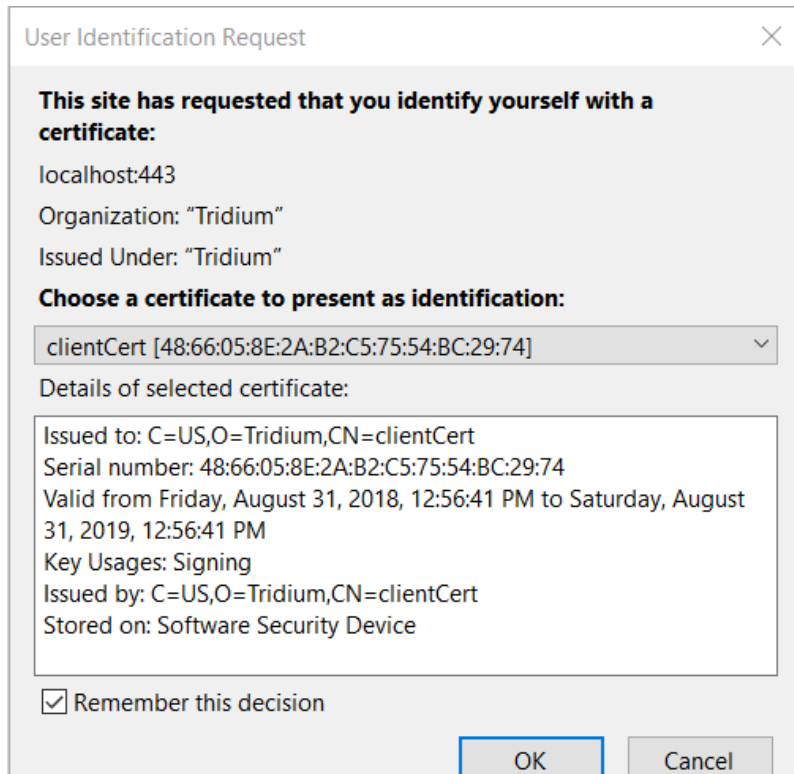 User Identification Request
This site has requested that you identify yourself with a
certificate:
localhost:443
Organization: “Tridium”
Issued Under: “Tridium”
Choose a certificate to present as identification:
clientCert [48:66:05:8E:2A:B2:C5:75:54:BC:29:74]
Details of selected certificate:
Issued to: C=US,O=Tridium,CN=clientCert
Serial number: 48:66:05:8E:2A:B2:C5:75:54:BC:29:74
Valid from Friday, August 31, 2018, 12:56:41 PM to Saturday, August
31, 2019, 12:56:41 PM
Key Usages: Signing
Issued by: C=US,O=Tridium,CN=clientCert
Stored on: Software Security Device
Remember this decision
OK Cancel